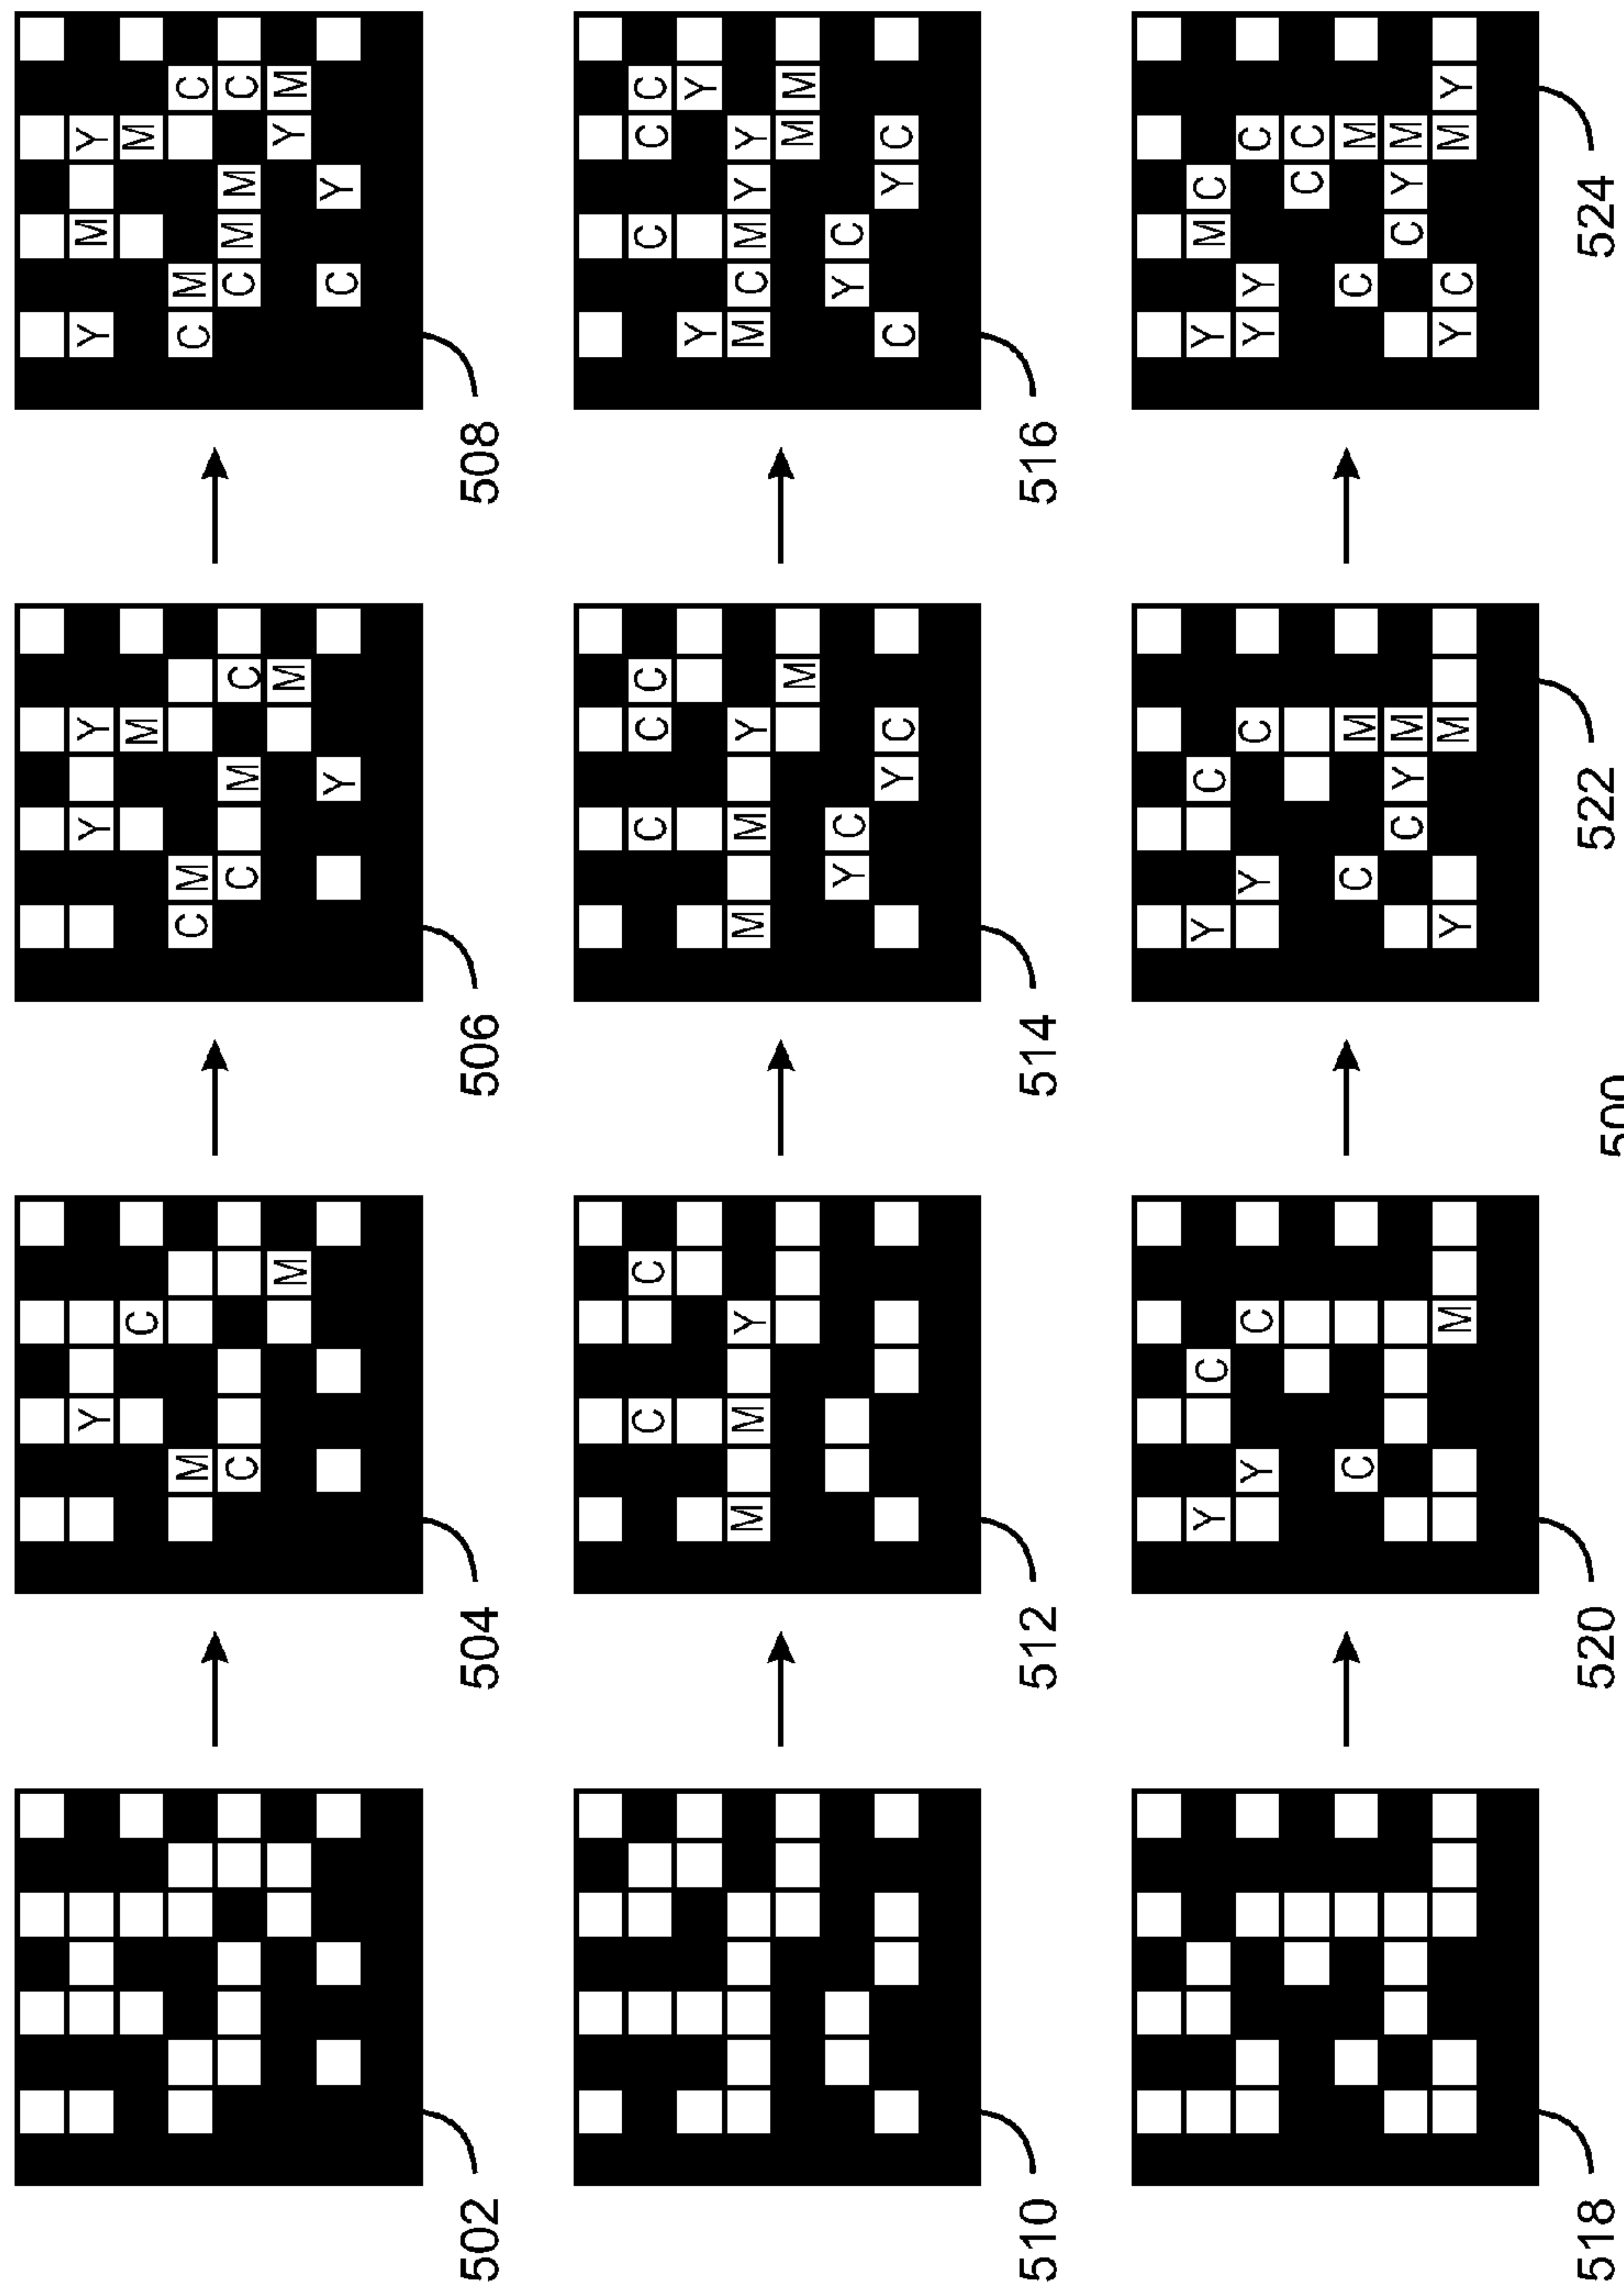 Y Y Y Y M Y
C M M
M C M C M C
C C M C C M M C
M M Y M
Y C Y
502 504 506 508
C C C C C C C C
Y Y
M M Y M M Y M C M Y Y
M M M
Y C Y C
Y C C Y C
510 512 514 516
Y C Y C Y M C
Y C Y C Y Y C
C C
C C M C M
C Y M C Y M
M Y M Y C M Y
518 520 522 524
500